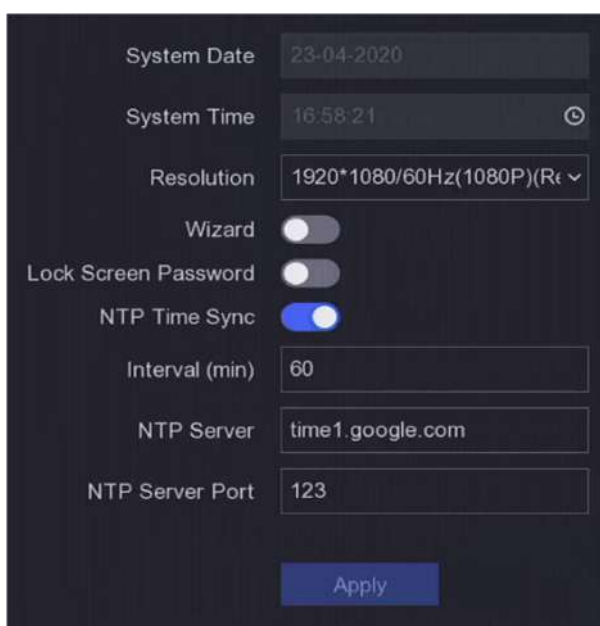 System Date 23-04-2020
System Time 16:58:21
Resolution 1920*1080/60Hz(1080P)(Re
Wizard
Lock Screen Password
NTP Time Sync
Interval (min) 60
NTP Server time1.google.com
NTP Server Port 123
Apply